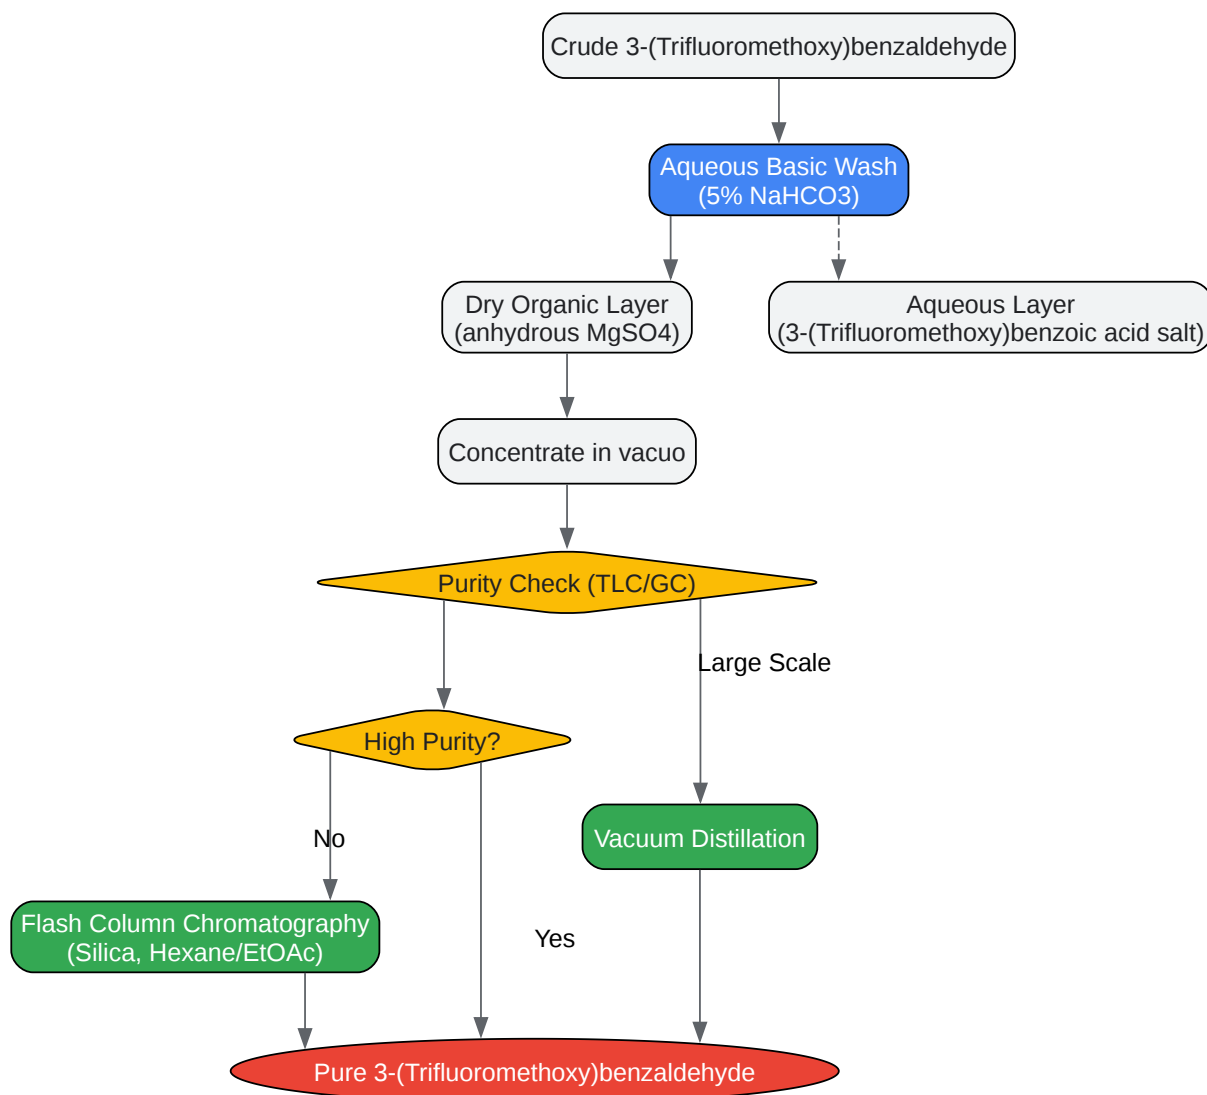 Crude 3-(Trifluoromethoxy)benzaldehyde
Aqueous Basic Wash
(5% NaHCO3)
Dry Organic Layer
(anhydrous MgSO4)
Aqueous Layer
(3-(Trifluoromethoxy)benzoic acid salt)
Concentrate in vacuo
Purity Check (TLC/GC)
Large Scale
High Purity?
No
Vacuum Distillation
Flash Column Chromatography
(Silica, Hexane/EtOAc)
Yes
Pure 3-(Trifluoromethoxy)benzaldehyde